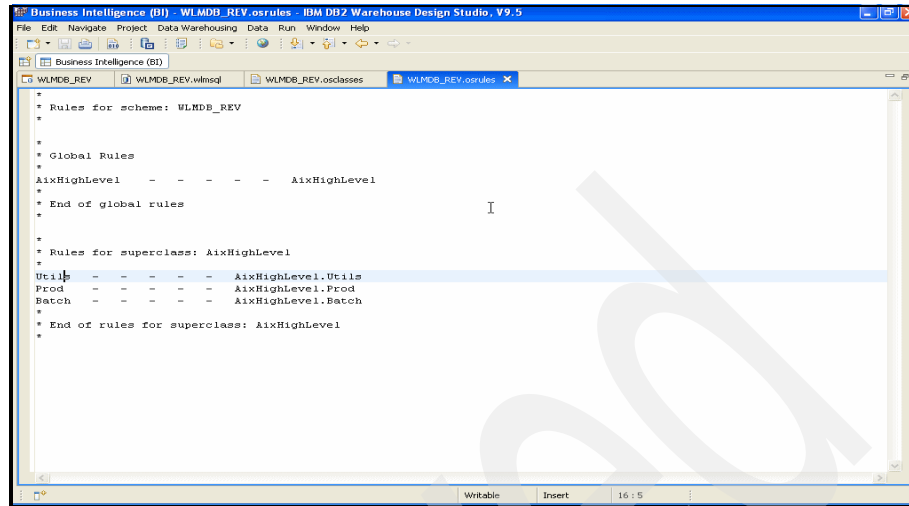 Business Intelligence (BI) - WLMDB_REV.osrules - IBM DB2 Warehouse Design Studio, V9.5
File Edit Navigate Project Data Warehousing Data Run Window Help
Business Intelligence (BI)
WLMDB_REV WLMDB_REV.wlmsql WLMDB_REV.osclasses WLMDB_REV.osrules
*
* Rules for scheme: WLMDB_REV
*
*
* Global Rules
*
AixHighLevel - - - - - AixHighLevel
*
* End of global rules
*
*
* Rules for superclass: AixHighLevel
*
Utils - - - - - AixHighLevel.Utils
Prod - - - - - AixHighLevel.Prod
Batch - - - - - AixHighLevel.Batch
*
* End of rules for superclass: AixHighLevel
*
Writable Insert 16 : 5